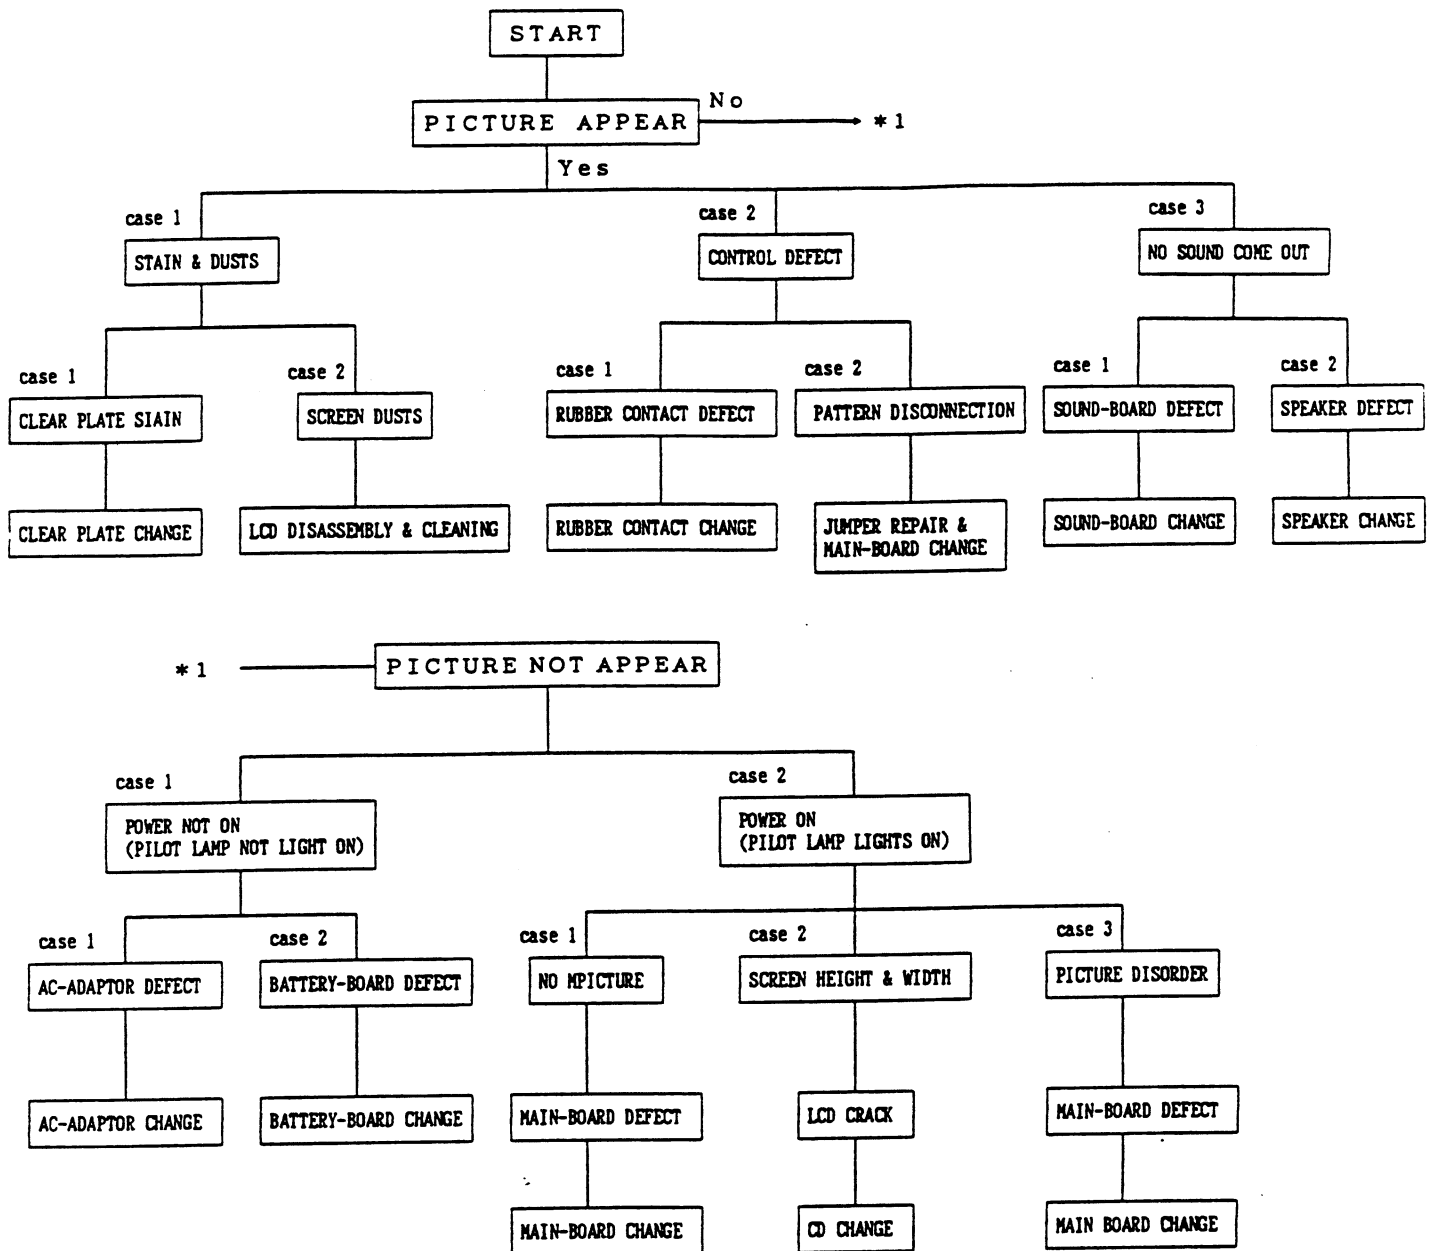 START
PICTURE APPEAR
No
*1
Yes
case 1
case 2
case 3
STAIN & DUSTS
CONTROL DEFECT
NO SOUND COME OUT
case 1
case 2
case 1
case 2
case 1
case 2
CLEAR PLATE SIAIN
SCREEN DUSTS
RUBBER CONTACT DEFECT
PATTERN DISCONNECTION
SOUND-BOARD DEFECT
SPEAKER DEFECT
CLEAR PLATE CHANGE
LCD DISASSEMBLY & CLEANING
RUBBER CONTACT CHANGE
JUMPER REPAIR &
MAIN-BOARD CHANGE
SOUND-BOARD CHANGE
SPEAKER CHANGE
*1
PICTURE NOT APPEAR
case 1
case 2
POWER NOT ON
(PILOT LAMP NOT LIGHT ON)
POWER ON
(PILOT LAMP LIGHTS ON)
case 1
case 2
case 1
case 2
case 3
AC-ADAPTOR DEFECT
BATTERY-BOARD DEFECT
NO MPICTURE
SCREEN HEIGHT & WIDTH
PICTURE DISORDER
AC-ADAPTOR CHANGE
BATTERY-BOARD CHANGE
MAIN-BOARD DEFECT
LCD CRACK
MAIN-BOARD DEFECT
MAIN-BOARD CHANGE
CD CHANGE
MAIN BOARD CHANGE